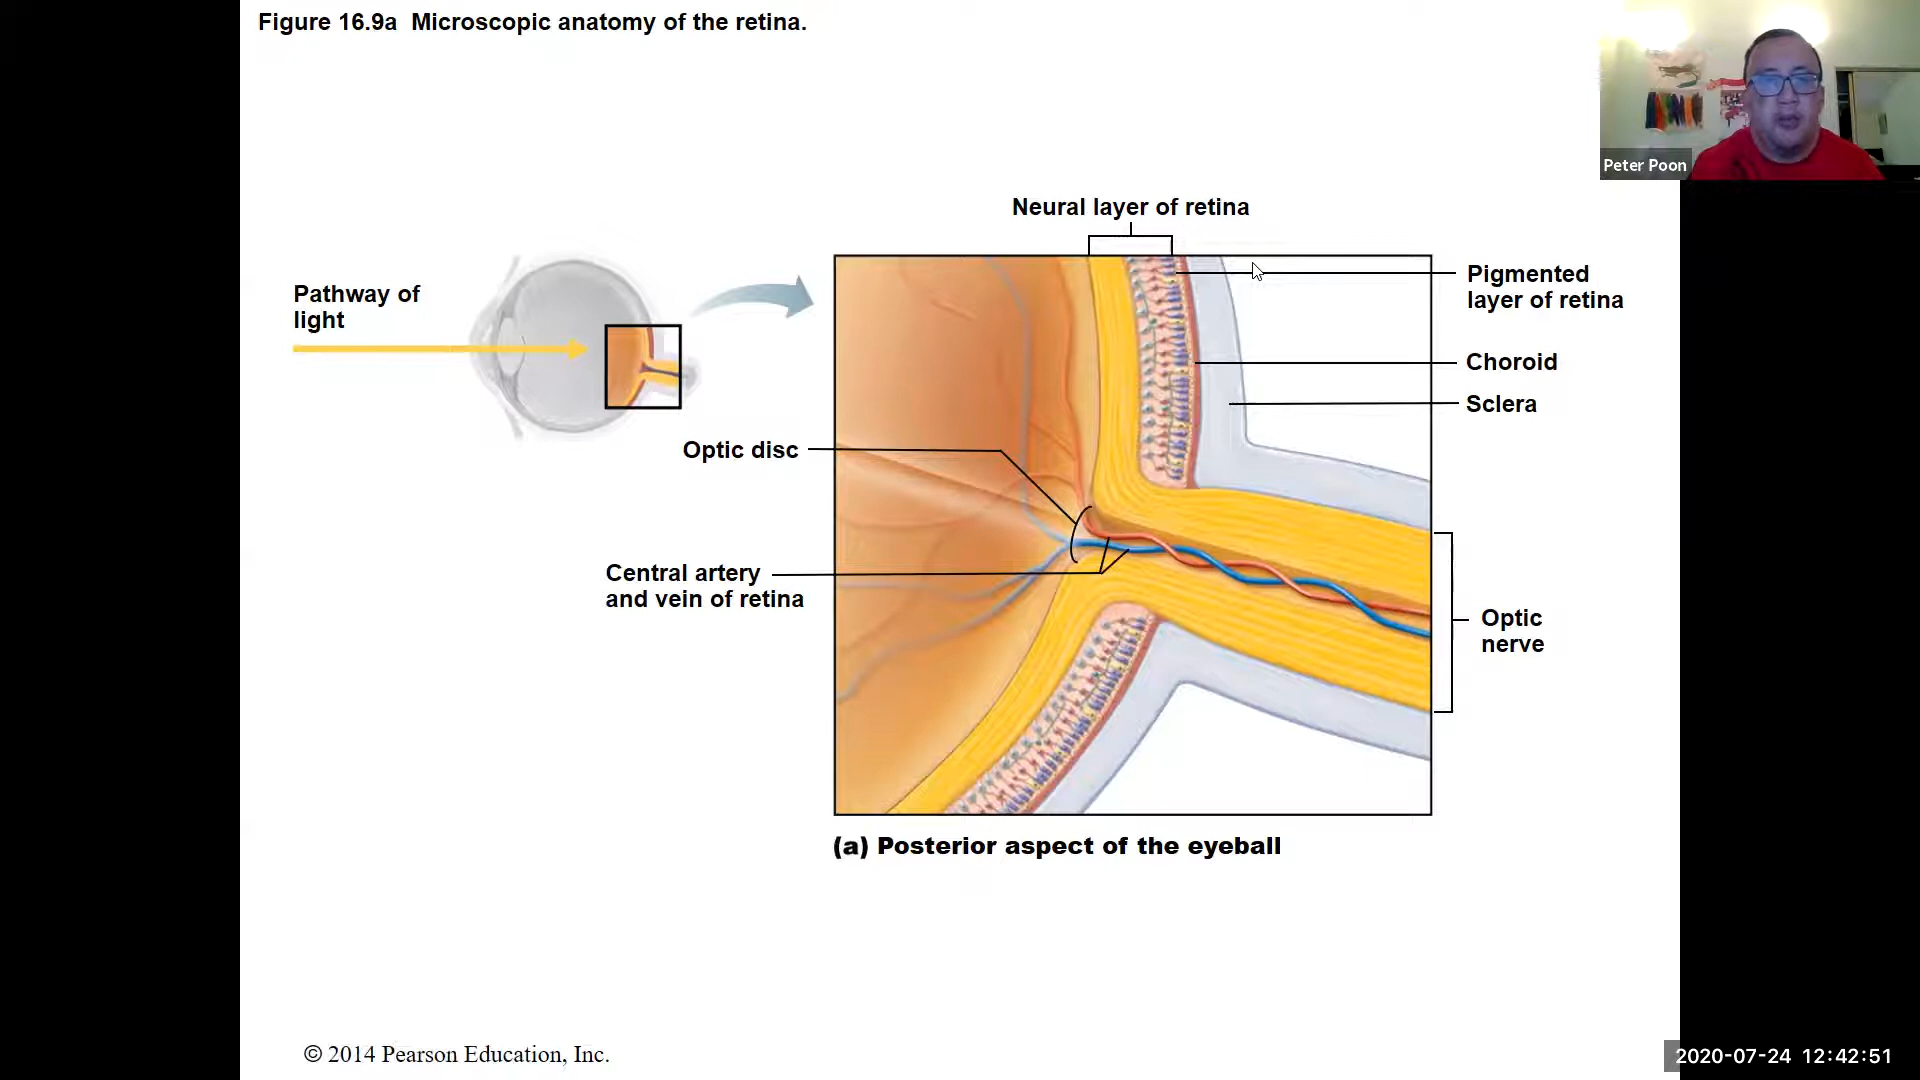 Figure 16.9a  Microscopic anatomy of the retina.
Peter Poon
Neural layer of retina
Pathway of
light
Pigmented
layer of retina
Choroid
Sclera
Optic disc
Central artery
and vein of retina
Optic
nerve
(a) Posterior aspect of the eyeball
© 2014 Pearson Education, Inc.
2020-07-24 12:42:51